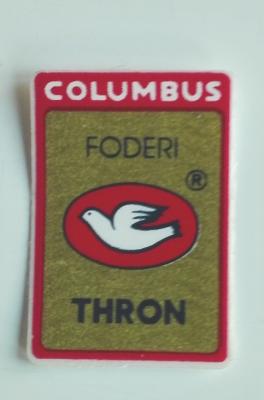 COLUMBUS
FODERI
®
THRON